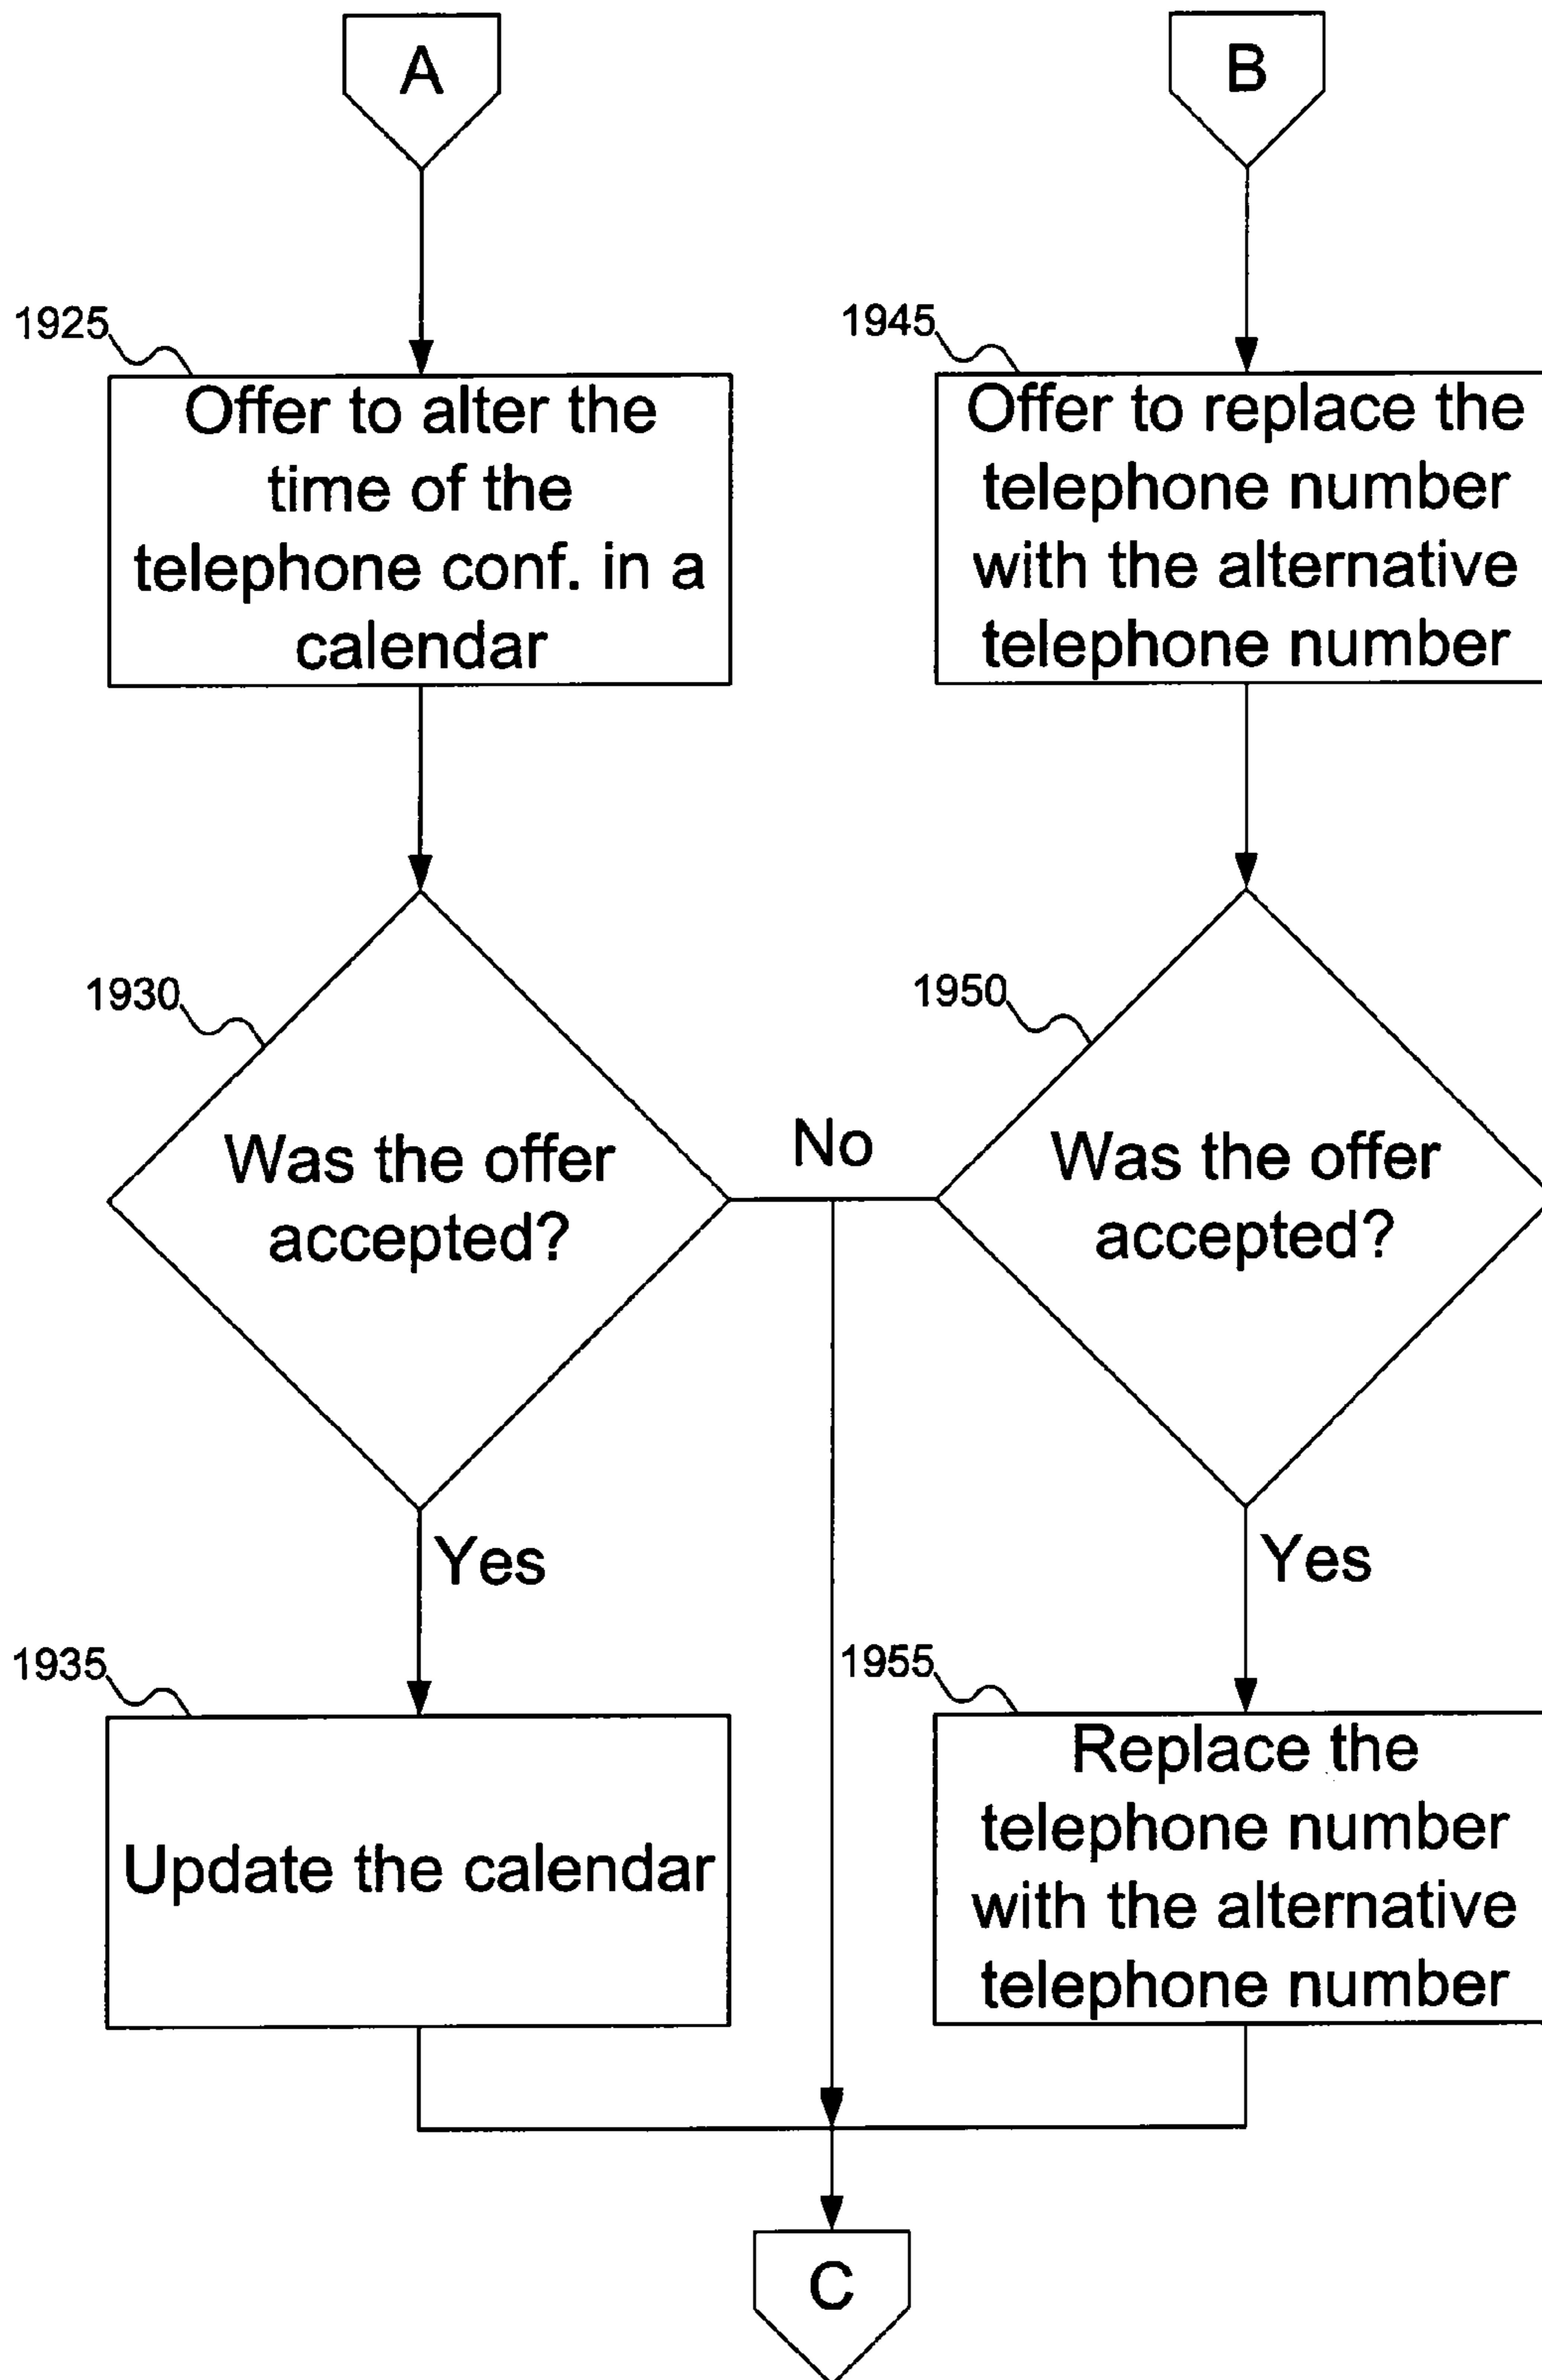 A
B
1925
Offer to alter the
time of the
telephone conf. in a
calendar
1945
Offer to replace the
telephone number
with the alternative
telephone number
1930
Was the offer
accepted?
No
1950
Was the offer
accepted?
Yes
Yes
1935
Update the calendar
1955
Replace the
telephone number
with the alternative
telephone number
C